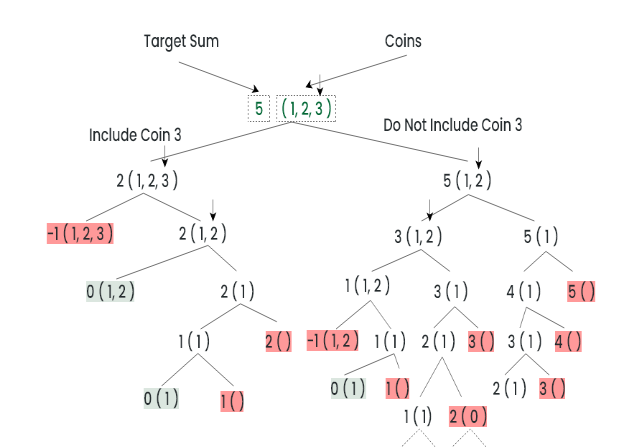 Target Sum
Coins
5 (1, 2, 3)
Include Coin 3
Do Not Include Coin 3
2 (1, 2, 3)
5 (1, 2)
-1 (1, 2, 3)
2 (1, 2)
3 (1, 2)
5 (1)
0 (1, 2)
2 (1)
1 (1, 2)
3 (1)
4 (1)
5 ()
1 (1)
2 ()
-1 (1, 2)
1 (1)
2 (1)
3 ()
3 (1)
4 ()
0 (1)
1 ()
0 (1)
1 ()
2 (1)
3 ()
1 (1)
2 (0)